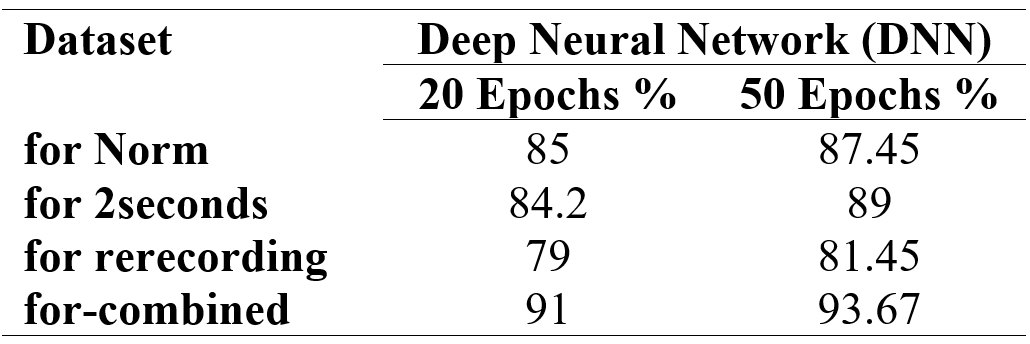 Dataset Deep Neural Network (DNN)
20 Epochs % 50 Epochs %
for Norm 85 87.45
for 2seconds 84.2 89
for rerecording 79 81.45
for-combined 91 93.67